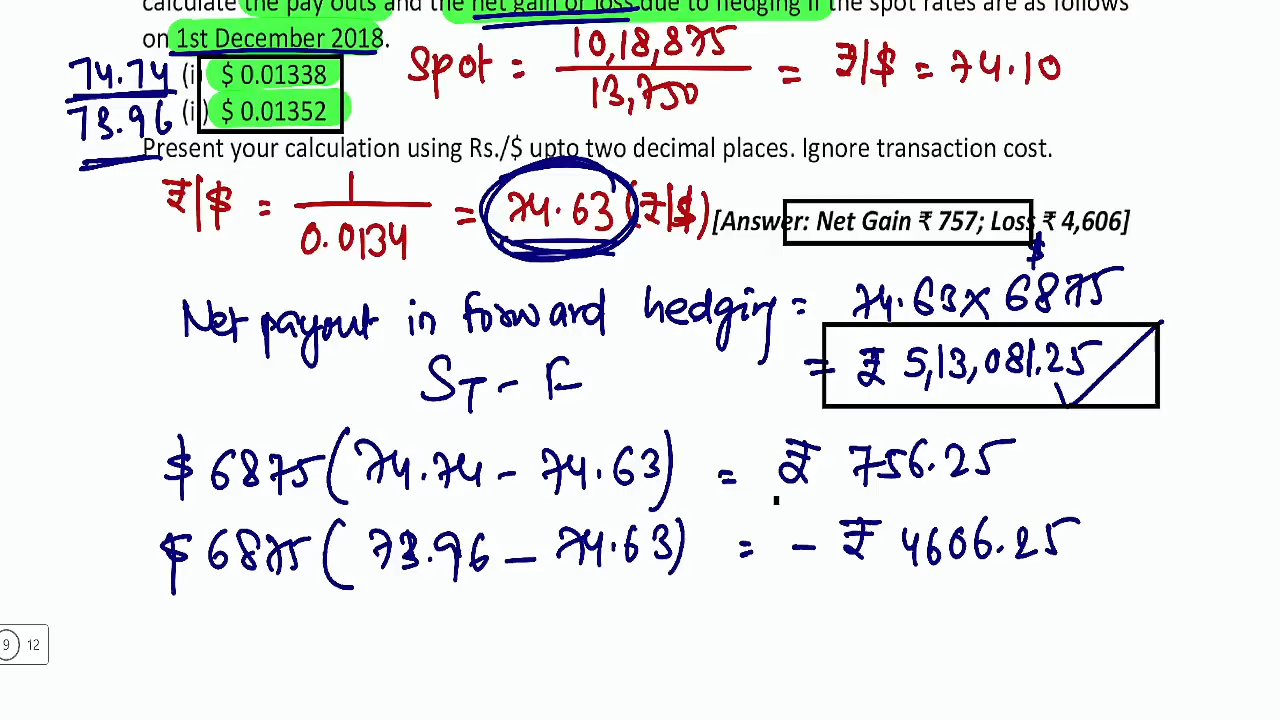 calculate the pay outs and the net gain or loss due to hedging if the spot rates are as follows
on 1st December 2018.
74.74 (i) $ 0.01338
73.96 (i ) $ 0.01352
Spot = 10,18,875 / 13,750 = ₹/$ = 74.10
Present your calculation using Rs./$ upto two decimal places. Ignore transaction cost.
₹/$ = 1 / 0.0134 = 74.63 (₹/$)
[Answer: Net Gain ₹ 757; Loss ₹ 4,606]
Net payout in forward hedging = 74.63 x $ 6875
= ₹ 5,13,081.25
ST - F
$ 6875 (74.74 - 74.63) = ₹ 756.25
$ 6875 (73.96 - 74.63) = - ₹ 4606.25
9 12